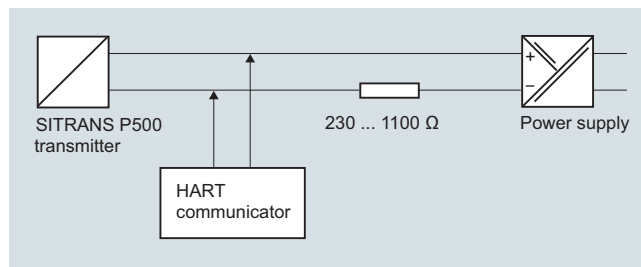 +
–
SITRANS P500
transmitter
230 ... 1100 Ω
Power supply
HART
communicator